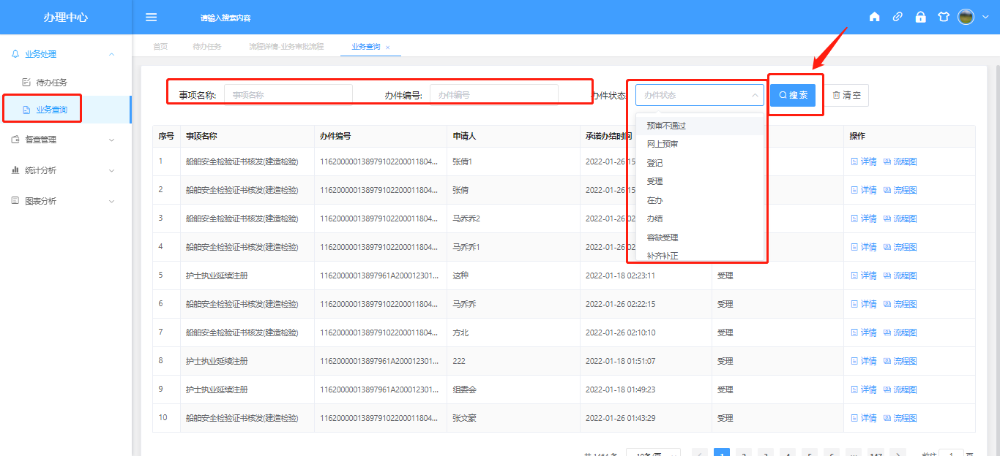 办理中心
请输入搜索内容
业务处理
待办任务
业务查询
督查管理
统计分析
图表分析
首页 待办任务 流程详情-业务审批流程 业务查询 ×
事项名称: 事项名称 办件编号: 办件编号 办件状态 办件状态 搜索 清空
预审不通过
网上预审
登记
受理
在办
办结
容缺受理
补齐补正
序号 事项名称 办件编号 申请人 承诺办结时间 操作
1 船舶安全检验证书核发(建造检验) 11620000013897910220001180​4... 张倩1 2022-01-26 15 详情 流程图
2 船舶安全检验证书核发(建造检验) 116200000138979102200011804... 张倩 2022-01-26 15 详情 流程图
3 船舶安全检验证书核发(建造检验) 116200000138979102200011804... 马乔乔2 2022-01-26 02 详情 流程图
4 船舶安全检验证书核发(建造检验) 116200000138979102200011804... 马乔乔1 2022-01-26 02 详情 流程图
5 护士执业延续注册 11620000013897961A200012301... 这种 2022-01-18 02:23:11 受理 详情 流程图
6 船舶安全检验证书核发(建造检验) 116200000138979102200011804... 马乔乔 2022-01-26 02:22:15 受理 详情 流程图
7 船舶安全检验证书核发(建造检验) 116200000138979102200011804... 方北 2022-01-26 02:10:10 受理 详情 流程图
8 护士执业延续注册 11620000013897961A200012301... 222 2022-01-18 01:51:07 受理 详情 流程图
9 护士执业延续注册 11620000013897961A200012301... 组委会 2022-01-18 01:49:23 受理 详情 流程图
10 船舶安全检验证书核发(建造检验) 116200000138979102200011804... 张文豪 2022-01-26 01:43:29 受理 详情 流程图
共 1464 条 10条/页 1 2 3 4 5 6 ... 147 前往 1 页